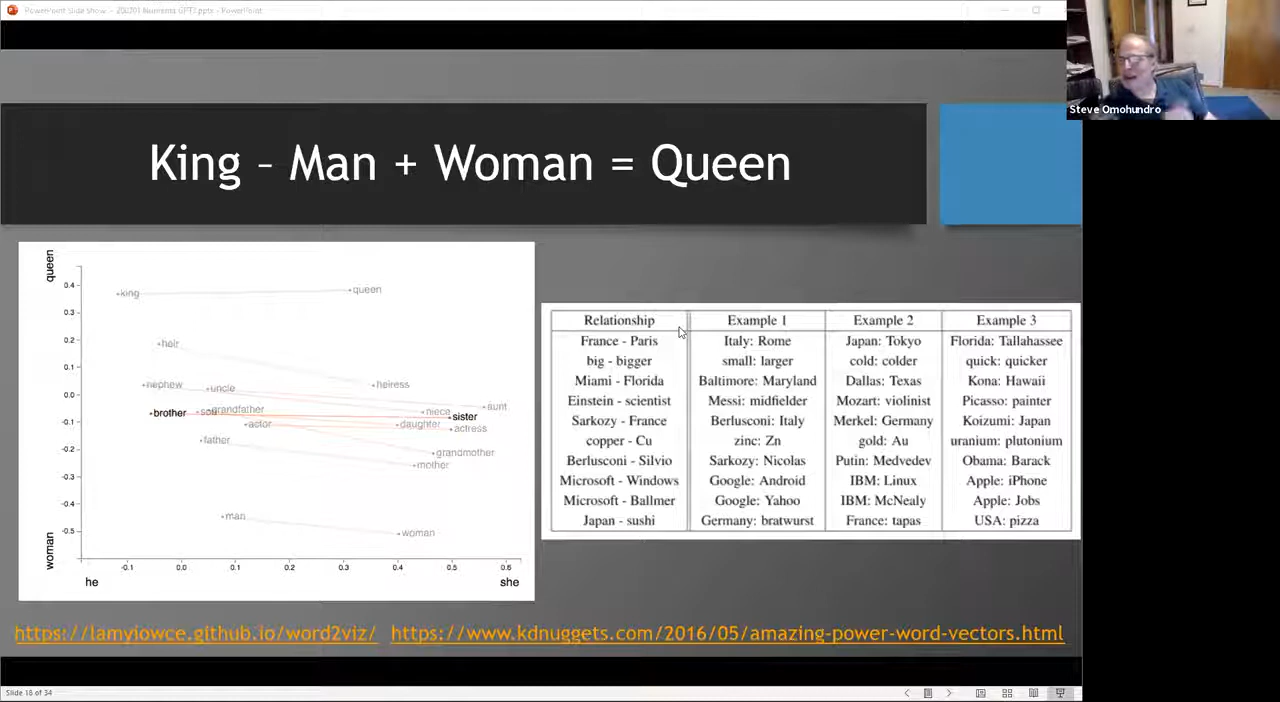 PowerPoint Slide Show - 200701 Numenta GPT3.pptx - PowerPoint
Steve Omohundro
King – Man + Woman = Queen
queen
0.4
0.3
0.2
0.1
0.0
-0.1
-0.2
-0.3
-0.4
-0.5
woman
king
queen
heir
nephew
uncle
heiress
brother
son
grandfather
niece
aunt
sister
actor
daughter
actress
father
grandmother
mother
man
woman
-0.1 0.0 0.1 0.2 0.3 0.4 0.5 0.6
he she
Relationship Example 1 Example 2 Example 3
France - Paris Italy: Rome Japan: Tokyo Florida: Tallahassee
big - bigger small: larger cold: colder quick: quicker
Miami - Florida Baltimore: Maryland Dallas: Texas Kona: Hawaii
Einstein - scientist Messi: midfielder Mozart: violinist Picasso: painter
Sarkozy - France Berlusconi: Italy Merkel: Germany Koizumi: Japan
copper - Cu zinc: Zn gold: Au uranium: plutonium
Berlusconi - Silvio Sarkozy: Nicolas Putin: Medvedev Obama: Barack
Microsoft - Windows Google: Android IBM: Linux Apple: iPhone
Microsoft - Ballmer Google: Yahoo IBM: McNealy Apple: Jobs
Japan - sushi Germany: bratwurst France: tapas USA: pizza
https://lamyiowce.github.io/word2viz/ https://www.kdnuggets.com/2016/05/amazing-power-word-vectors.html
Slide 18 of 34